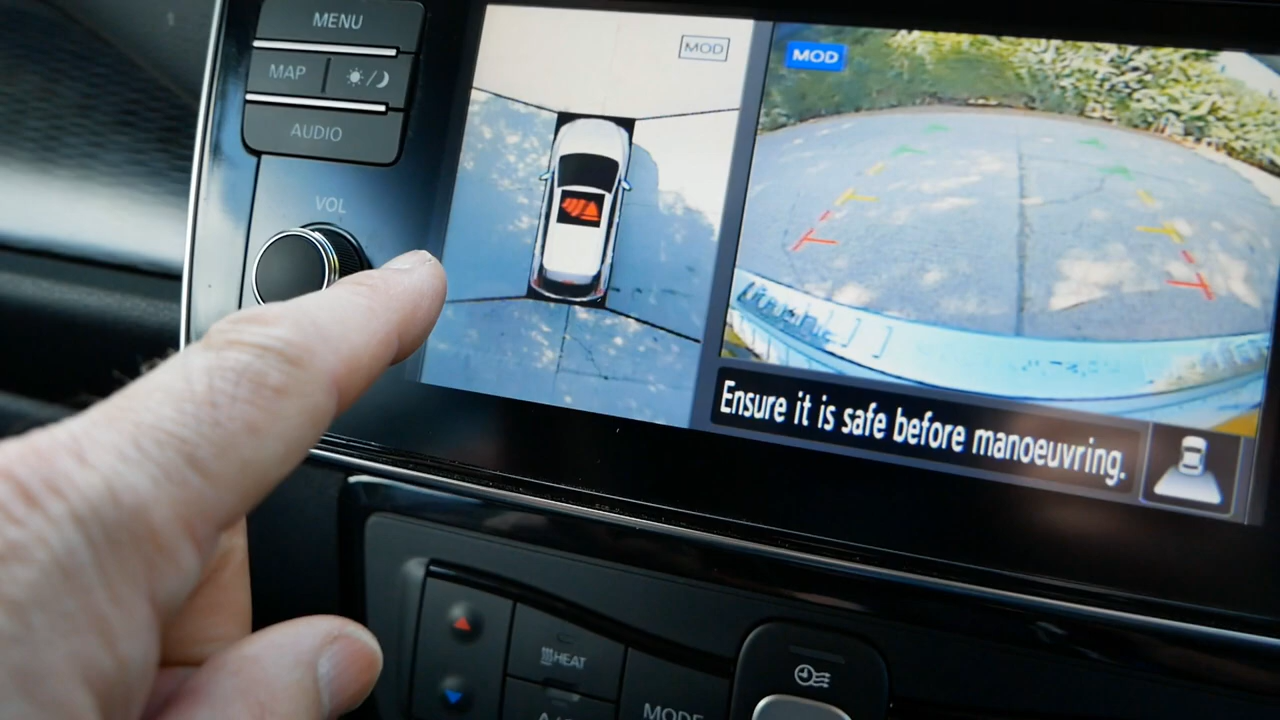 MENU
MAP
AUDIO
VOL
MOD
MOD
Ensure it is safe before manoeuvring.
HEAT
MODE